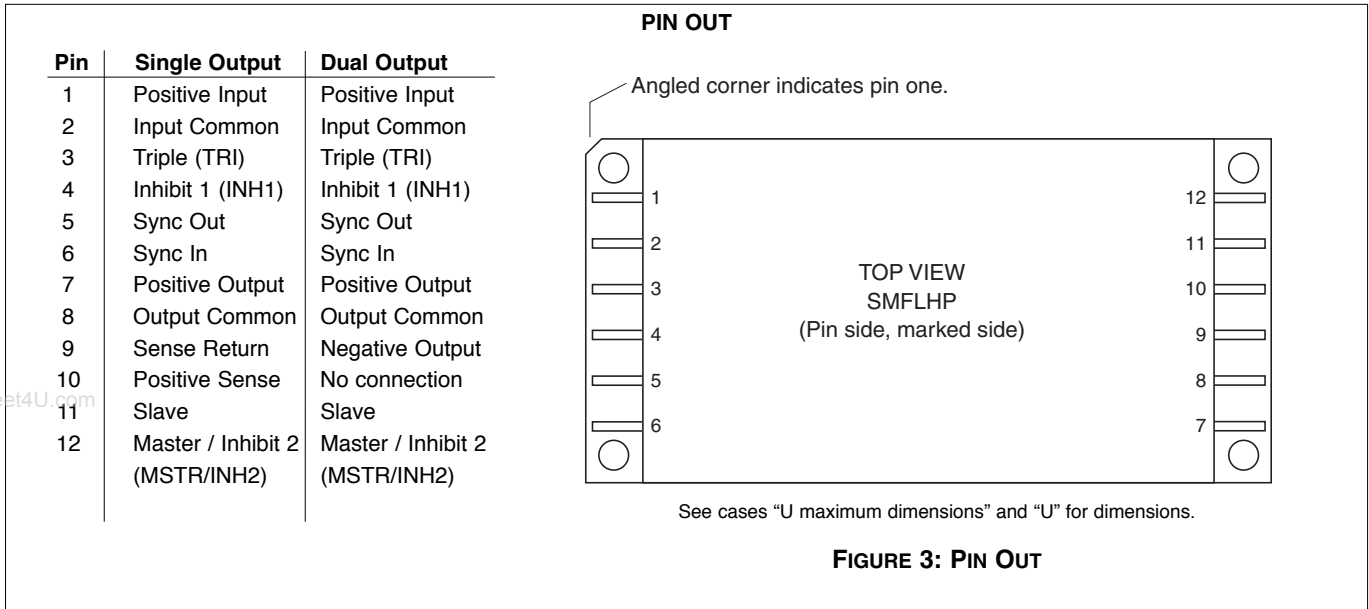 PIN OUT
Pin Single Output Dual Output
1 Positive Input Positive Input
2 Input Common Input Common
3 Triple (TRI) Triple (TRI)
4 Inhibit 1 (INH1) Inhibit 1 (INH1)
5 Sync Out Sync Out
6 Sync In Sync In
7 Positive Output Positive Output
8 Output Common Output Common
9 Sense Return Negative Output
10 Positive Sense No connection
11 Slave Slave
12 Master / Inhibit 2 Master / Inhibit 2
(MSTR/INH2) (MSTR/INH2)
et4U.com
Angled corner indicates pin one.
1 12
2 11
3 10
4 9
5 8
6 7
TOP VIEW
SMFLHP
(Pin side, marked side)
See cases “U maximum dimensions” and “U” for dimensions.
FIGURE 3: PIN OUT